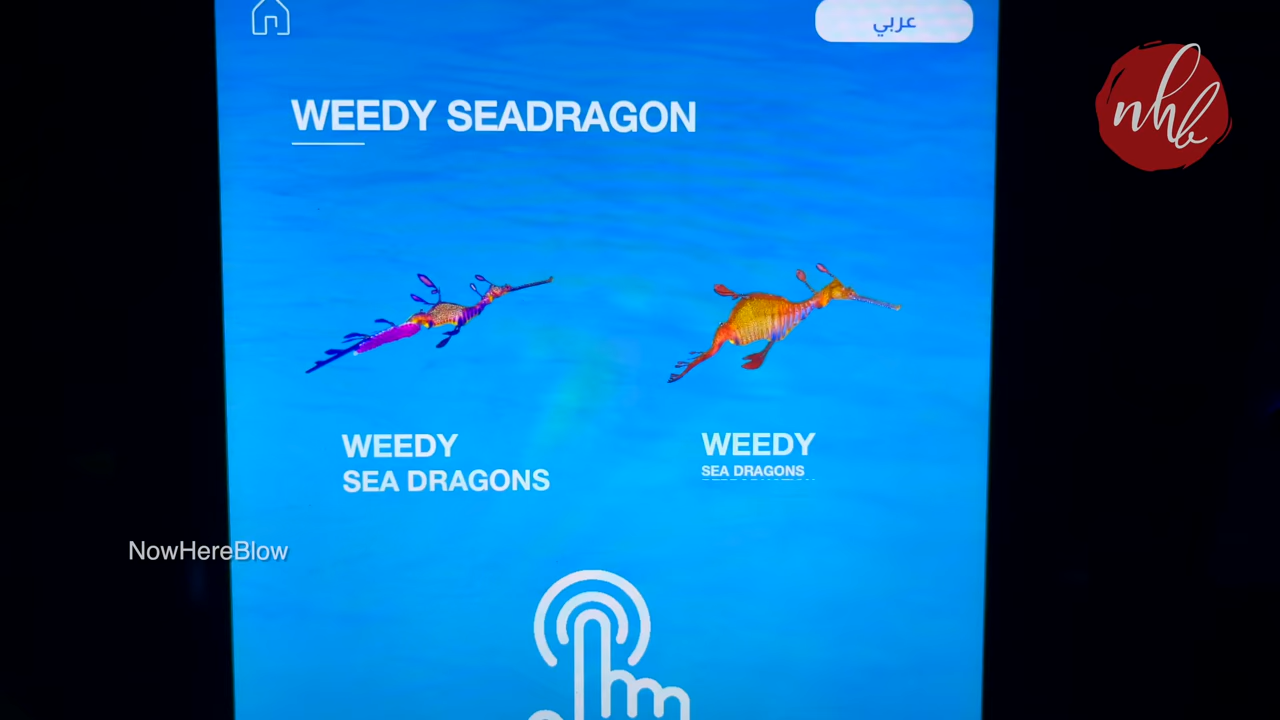 عربي
nhb
WEEDY SEADRAGON
WEEDY
SEA DRAGONS
WEEDY
SEA DRAGONS
NowHereBlow